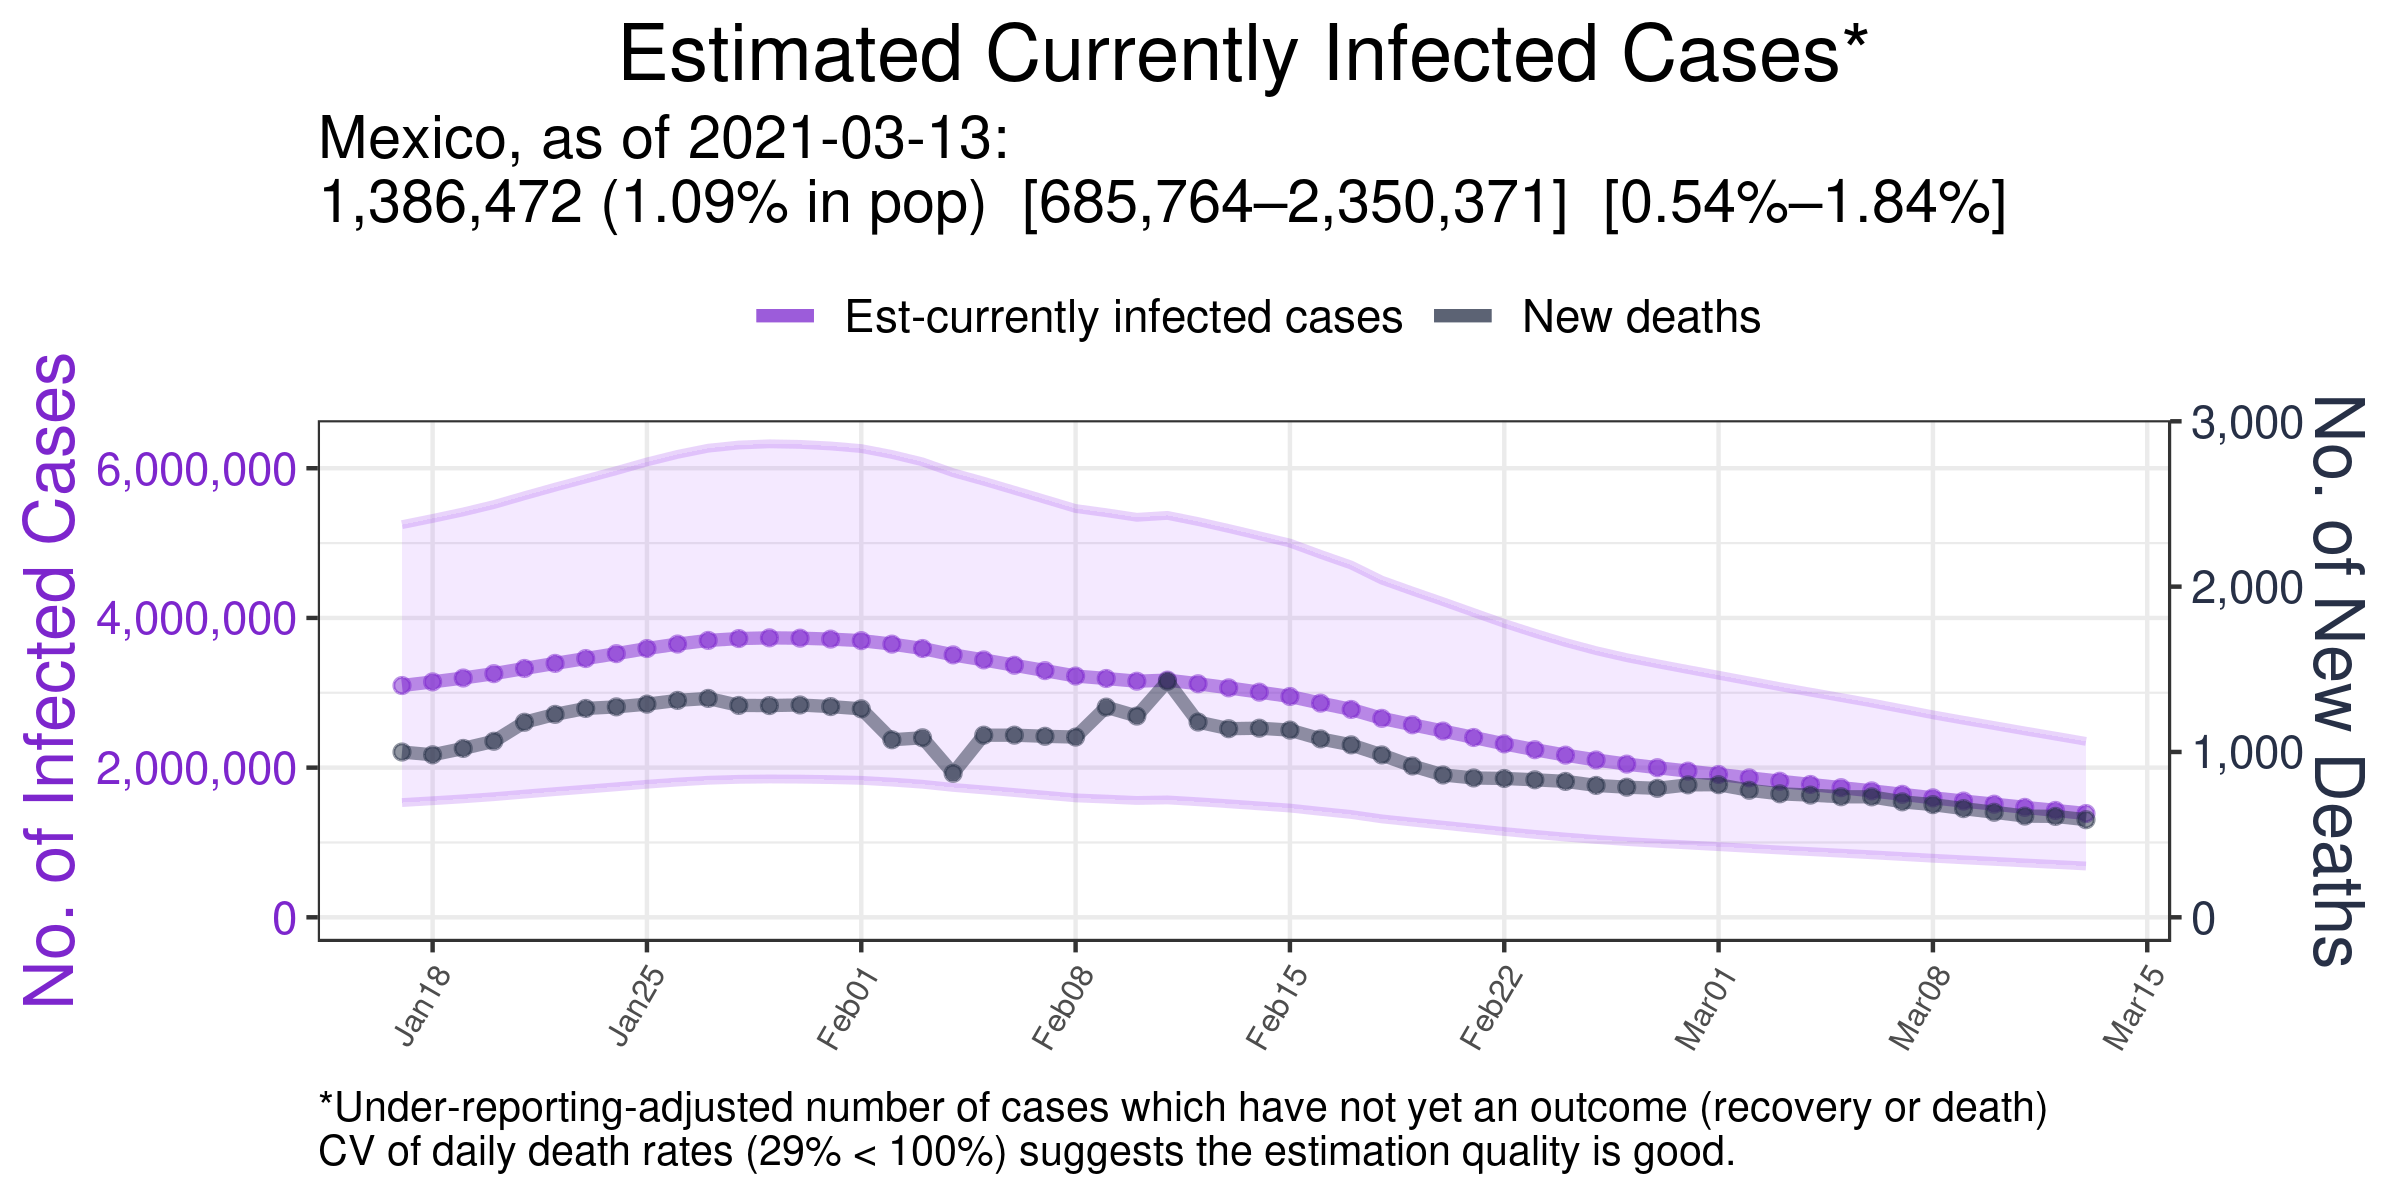 Estimated Currently Infected Cases*
Mexico, as of 2021-03-13:
1,386,472 (1.09% in pop) [685,764–2,350,371] [0.54%–1.84%]
Est-currently infected cases
New deaths
No. of Infected Cases
6,000,000
4,000,000
2,000,000
0
3,000
2,000
1,000
0
No. of New Deaths
Jan18
Jan25
Feb01
Feb08
Feb15
Feb22
Mar01
Mar08
Mar15
*Under-reporting-adjusted number of cases which have not yet an outcome (recovery or death)
CV of daily death rates (29% < 100%) suggests the estimation quality is good.